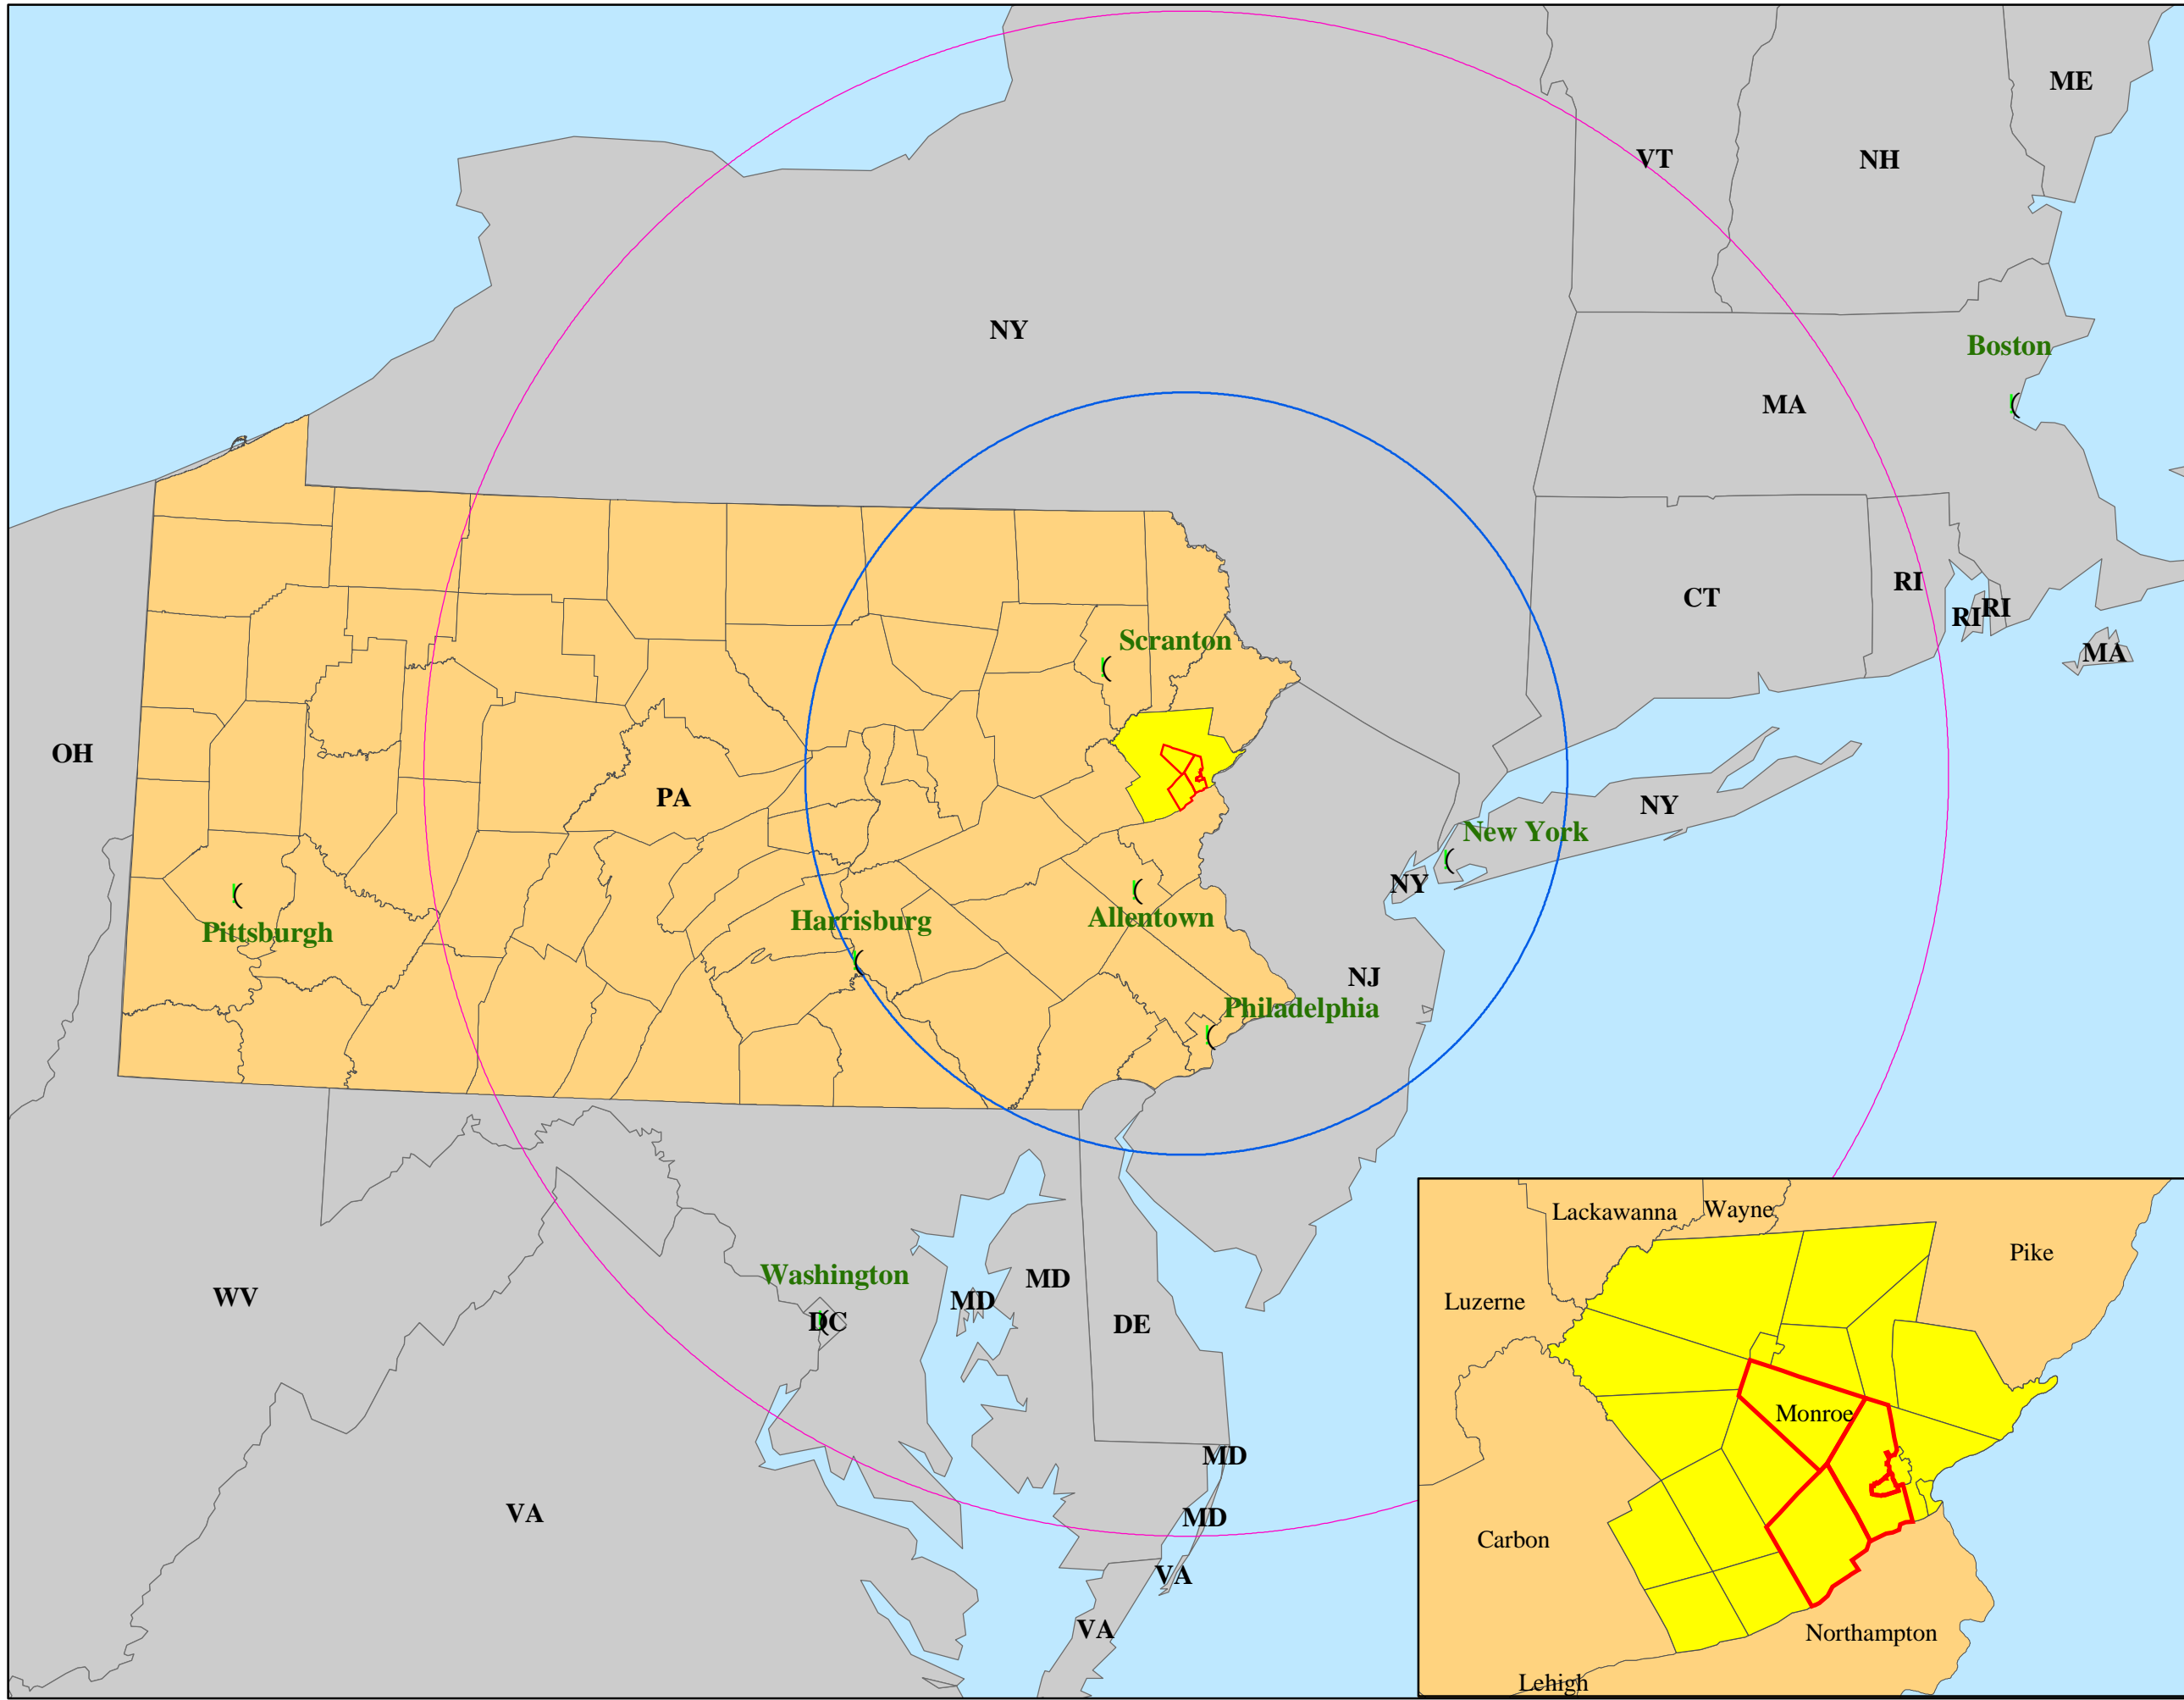 ME
VT
NH
NY
Boston
MA
RI
CT
RI
RI
Scranton
MA
OH
PA
NY
New York
NY
Allentown
Harrisburg
Pittsburgh
NJ
Philadelphia
Washington
MD
WV
MD
DC
DE
MD
VA
MD
VA
VA
Lackawanna
Wayne
Pike
Luzerne
Monroe
Carbon
Northampton
Lehigh